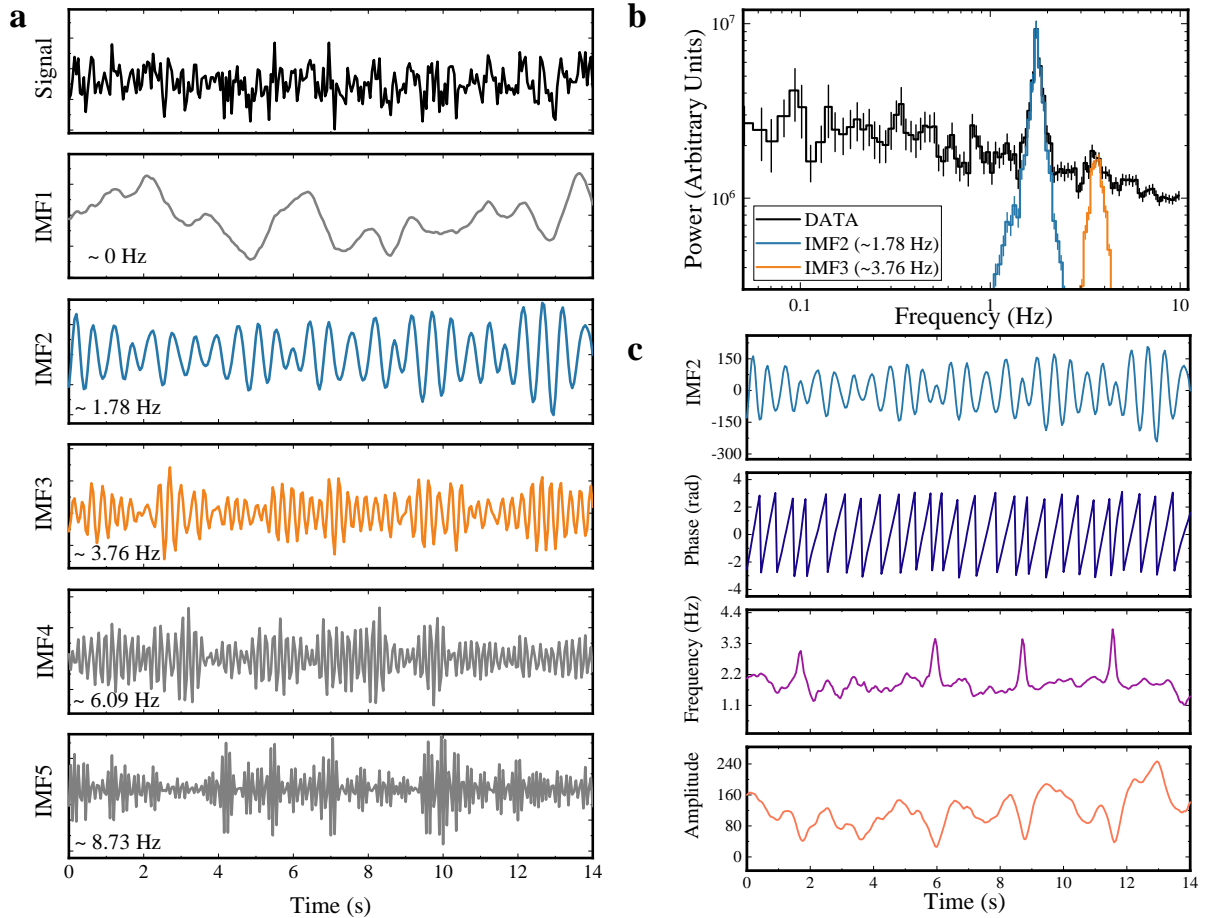 a
Signal
IMF1
~ 0 Hz
IMF2
~ 1.78 Hz
IMF3
~ 3.76 Hz
IMF4
~ 6.09 Hz
IMF5
~ 8.73 Hz
0 2 4 6 8 10 12 14
Time (s)
b
Power (Arbitrary Units)
10⁷
10⁶
DATA
IMF2 (~1.78 Hz)
IMF3 (~3.76 Hz)
0.1 1 10
Frequency (Hz)
c
IMF2
150
0
-150
-300
Phase (rad)
4
2
0
-2
-4
Frequency (Hz)
4.4
3.3
2.2
1.1
Amplitude
240
160
80
0
0 2 4 6 8 10 12 14
Time (s)